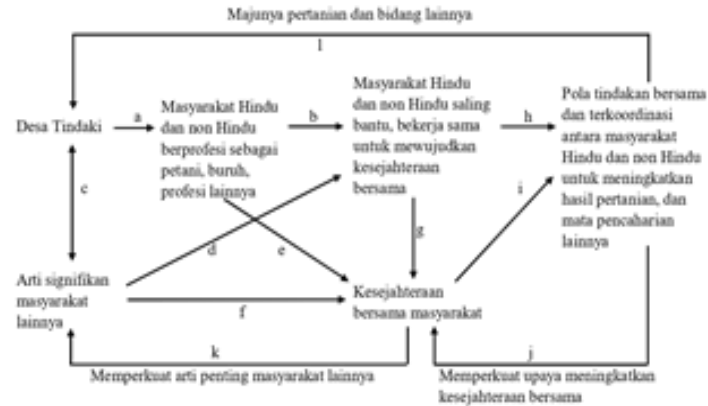 Majunya pertanian dan bidang lainnya
l
Desa Tindaki
a
Masyarakat Hindu
dan non Hindu
berprofesi sebagai
petani, buruh,
profesi lainnya
b
Masyarakat Hindu
dan non Hindu saling
bantu, bekerja sama
untuk mewujudkan
kesejahteraan
bersama
h
Pola tindakan bersama
dan terkoordinasi
antara masyarakat
Hindu dan non Hindu
untuk meningkatkan
hasil pertanian, dan
mata pencaharian
lainnya
c
d
e
g
i
Arti signifikan
masyarakat
lainnya
f
Kesejahteraan
bersama masyarakat
k
j
Memperkuat arti penting masyarakat lainnya
Memperkuat upaya meningkatkan
kesejahteraan bersama